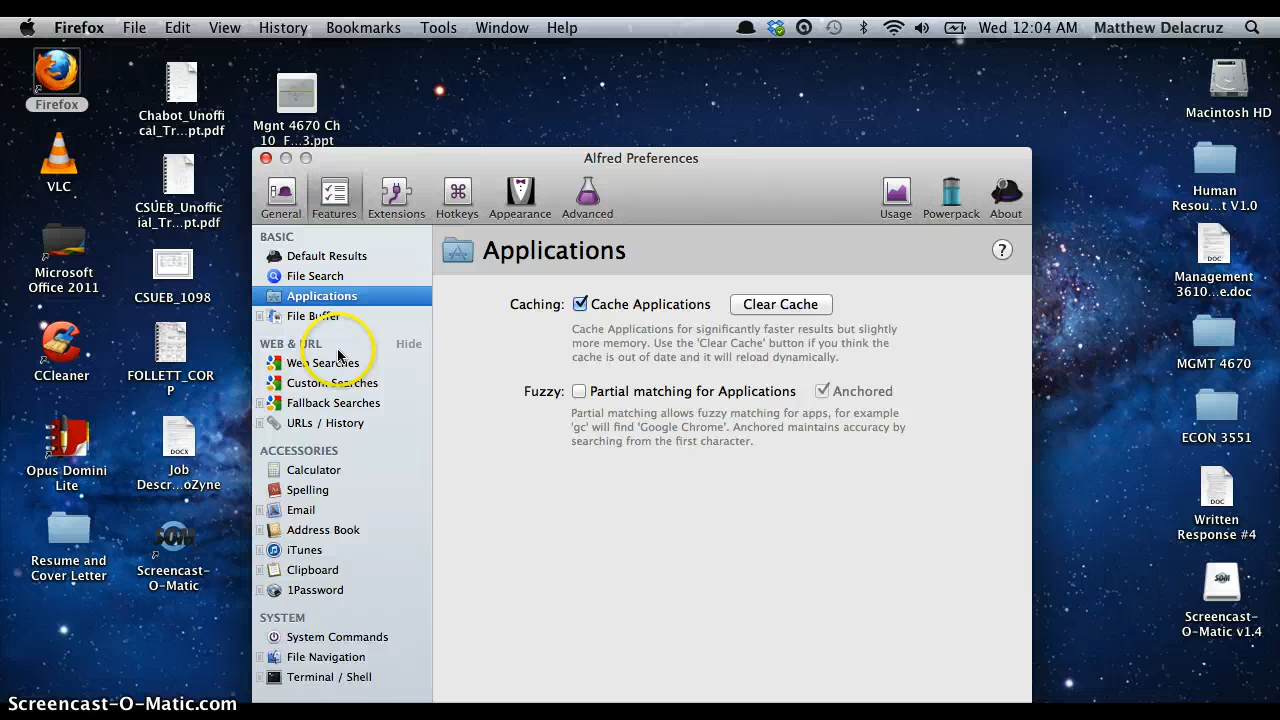 Firefox File Edit View History Bookmarks Tools Window Help Wed 12:04 AM Matthew Delacruz
Firefox
Chabot_Unoffi
cial_Tr...pt.pdf
Mgnt 4670 Ch
10_F...3.ppt
Macintosh HD
VLC
CSUEB_Unoffic
ial_Tr...pt.pdf
Human
Resou...t V1.0
Microsoft
Office 2011
CSUEB_1098
Management
3610...e.doc
CCleaner
FOLLETT_COR
P
MGMT 4670
Opus Domini
Lite
Job
Descr...oZyne
ECON 3551
Resume and
Cover Letter
Screencast-
O-Matic
Written
Response #4
Screencast-
O-Matic v1.4
Alfred Preferences
General Features Extensions Hotkeys Appearance Advanced Usage Powerpack About
BASIC
Default Results
File Search
Applications
File Buffer
WEB & URL Hide
Web Searches
Custom Searches
Fallback Searches
URLs / History
ACCESSORIES
Calculator
Spelling
Email
Address Book
iTunes
Clipboard
1Password
SYSTEM
System Commands
File Navigation
Terminal / Shell
Applications ?
Caching: Cache Applications Clear Cache
Cache Applications for significantly faster results but slightly
more memory. Use the 'Clear Cache' button if you think the
cache is out of date and it will reload dynamically.
Fuzzy: Partial matching for Applications Anchored
Partial matching allows fuzzy matching for apps, for example
'gc' will find 'Google Chrome'. Anchored maintains accuracy by
searching from the first character.
Screencast-O-Matic.com